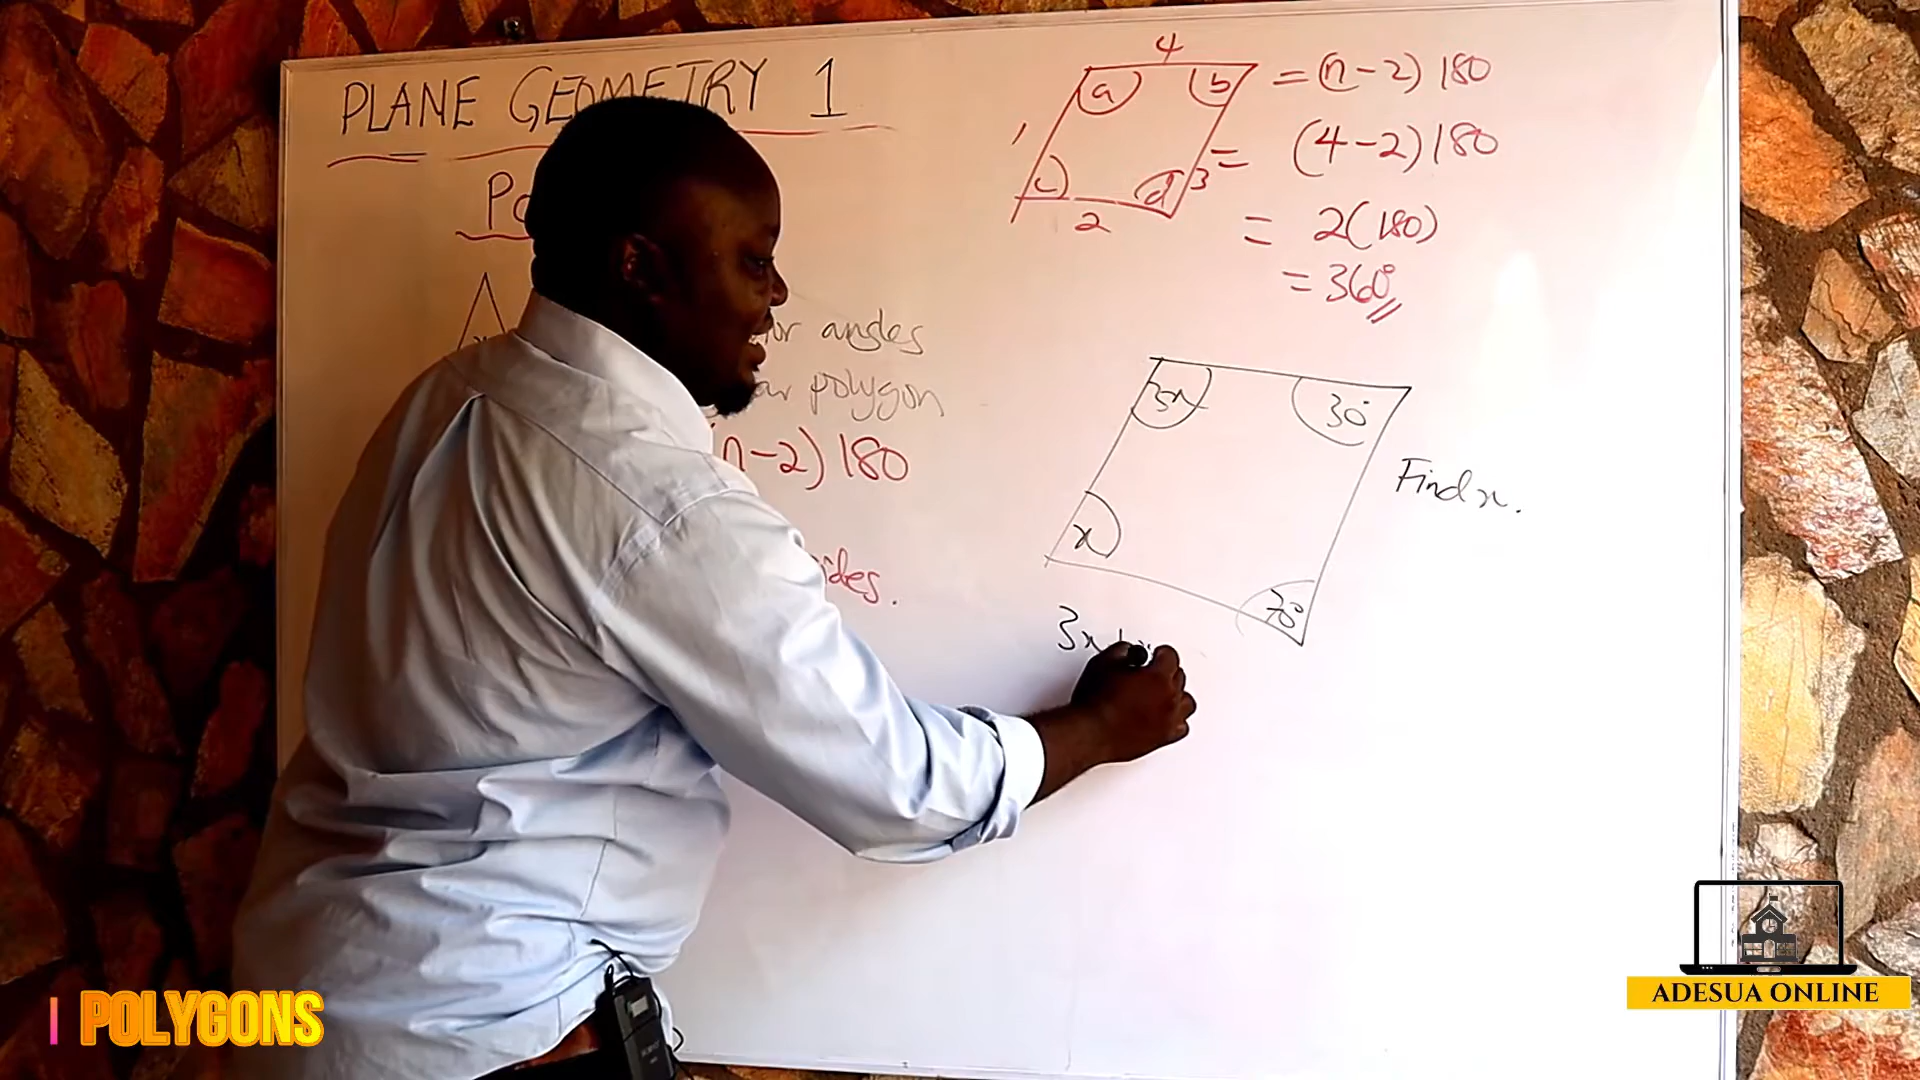 PLANE GEOMETRY 1
angles
polygon
n-2) 180
4
a
b
c
d
3
2
= (n-2) 180
= (4-2) 180
= 2(180)
= 360°
3x
30°
x
70°
Find x.
3x +
POLYGONS
ADESUA ONLINE